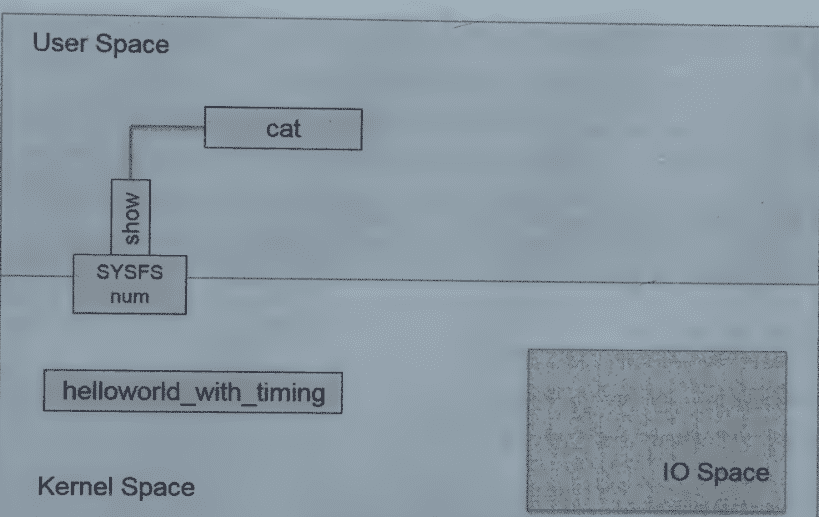 User Space
cat
show
SYSFS
num
helloworld_with_timing
IO Space
Kernel Space